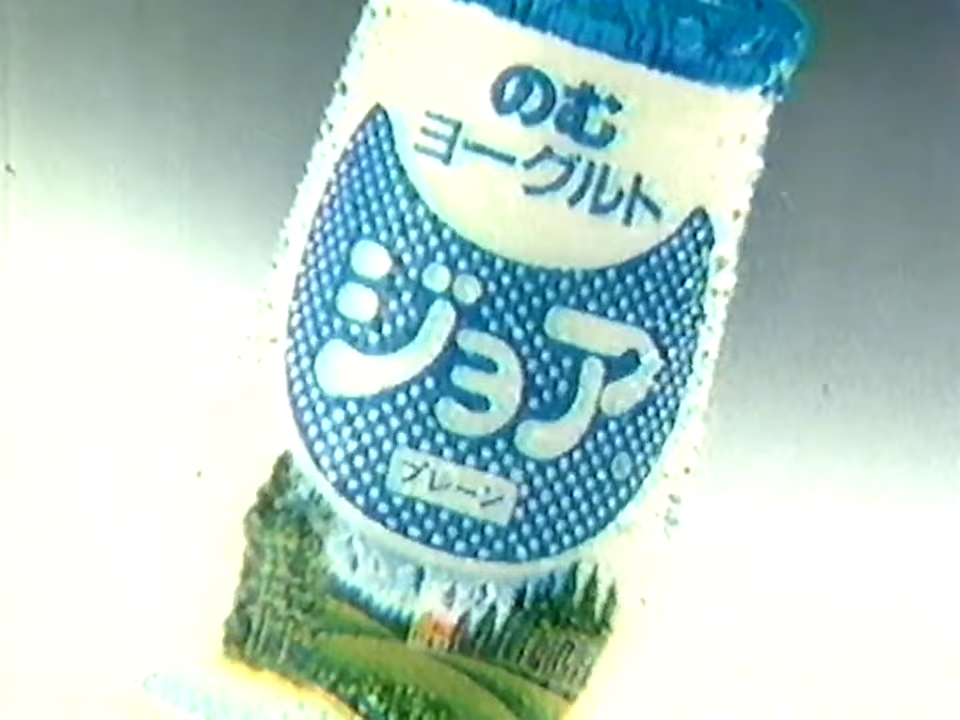 のむ
ヨーグルト
ジョア
プレーン